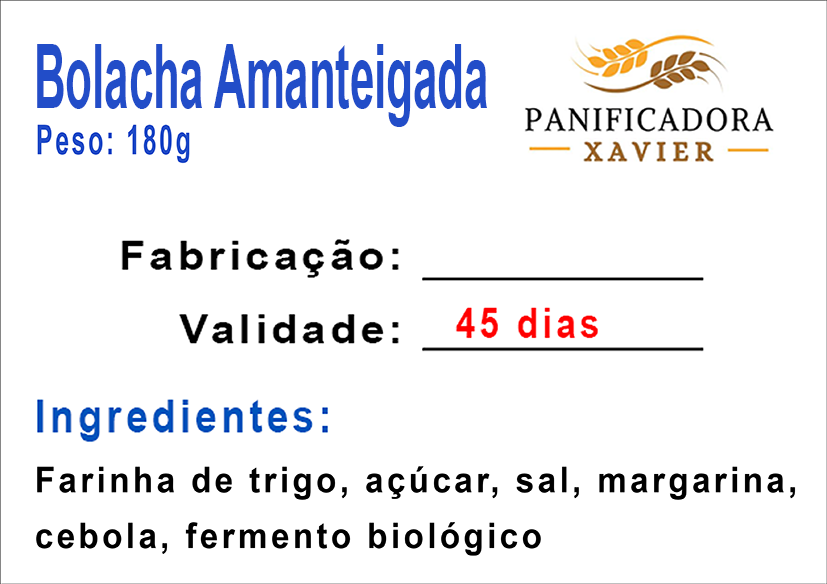 Bolacha Amanteigada
Peso: 180g
PANIFICADORA
XAVIER
Fabricação:
Validade: 45 dias
Ingredientes:
Farinha de trigo, açúcar, sal, margarina,
cebola, fermento biológico